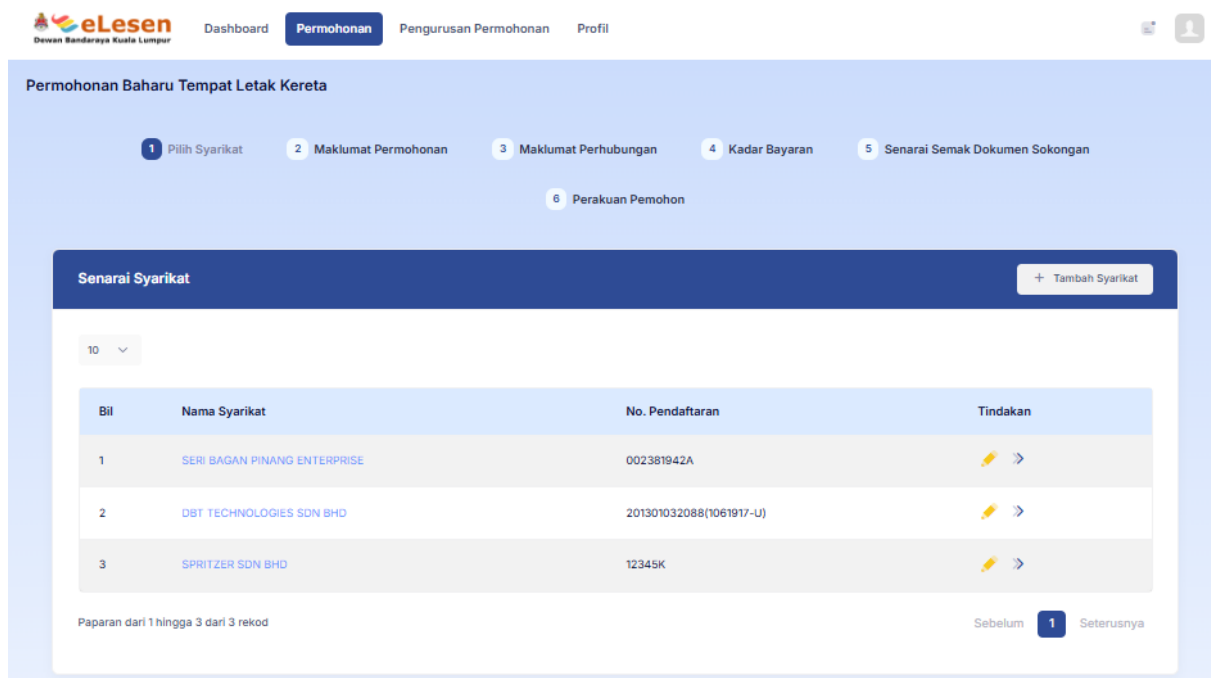 eLesen
Dewan Bandaraya Kuala Lumpur
Dashboard Permohonan Pengurusan Permohonan Profil
Permohonan Baharu Tempat Letak Kereta
1 Pilih Syarikat 2 Maklumat Permohonan 3 Maklumat Perhubungan 4 Kadar Bayaran 5 Senarai Semak Dokumen Sokongan
6 Perakuan Pemohon
Senarai Syarikat + Tambah Syarikat
10
Bil Nama Syarikat No. Pendaftaran Tindakan
1 SERI BAGAN PINANG ENTERPRISE 002381942A
2 DBT TECHNOLOGIES SDN BHD 201301032088(1061917-U)
3 SPRITZER SDN BHD 12345K
Paparan dari 1 hingga 3 dari 3 rekod Sebelum 1 Seterusnya